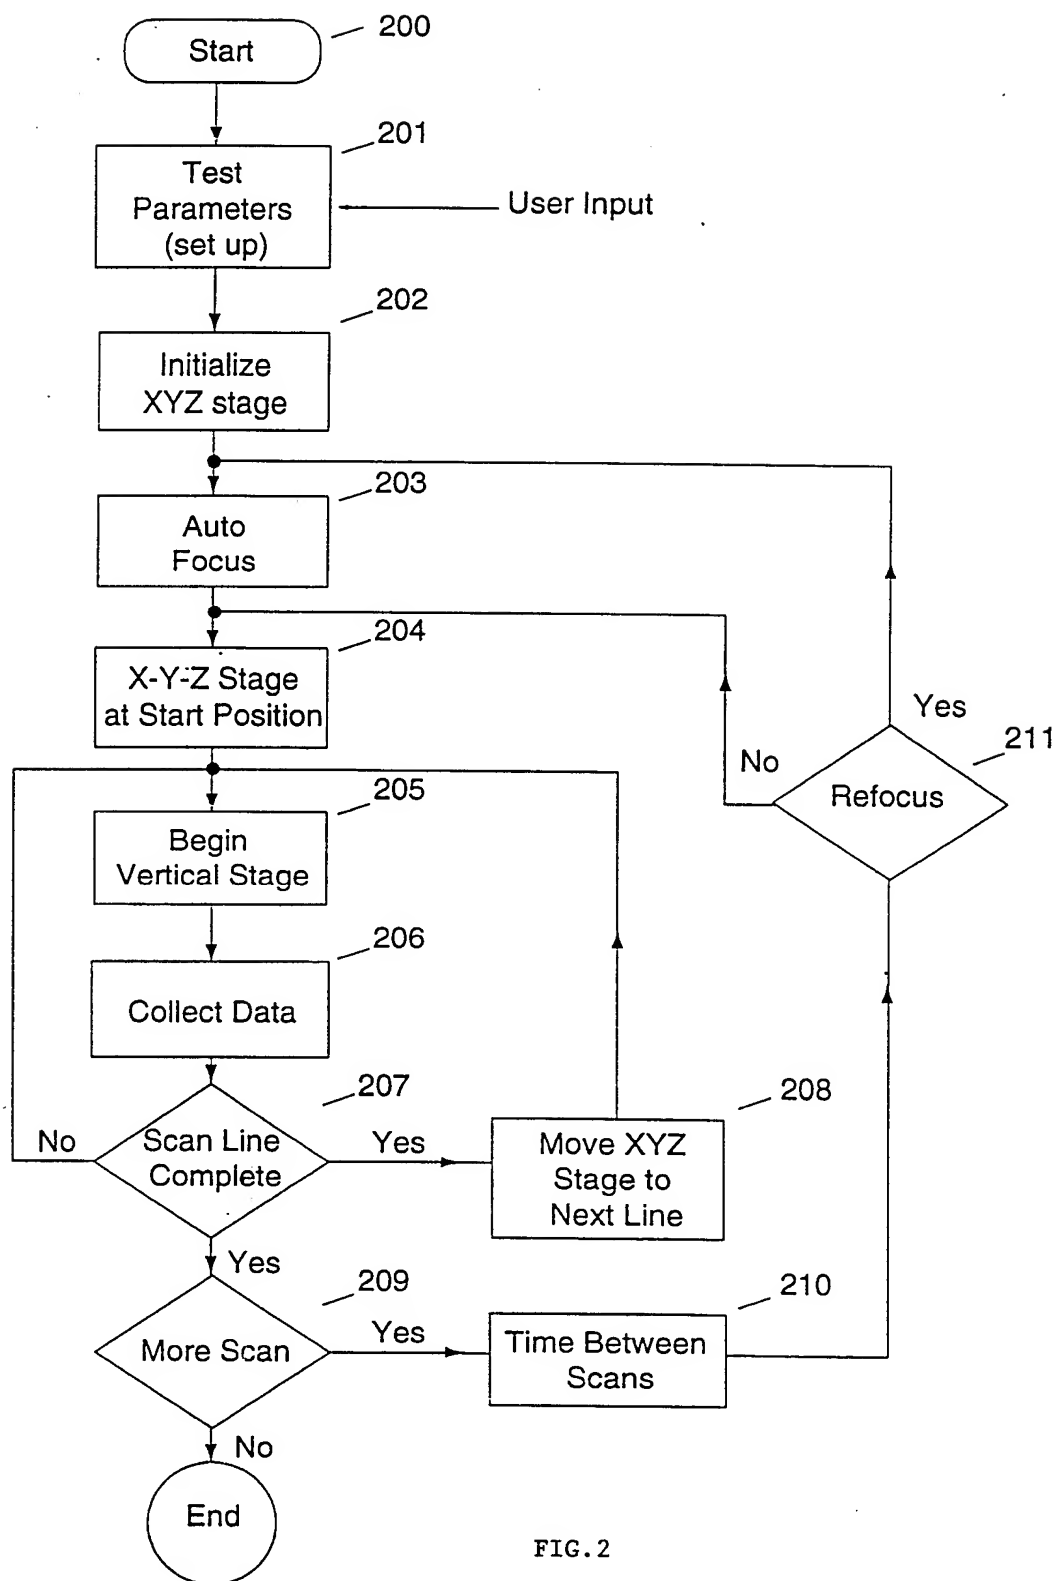 Start
200
201
Test
Parameters
(set up)
User Input
202
Initialize
XYZ stage
203
Auto
Focus
204
X-Y-Z Stage
at Start Position
Yes
211
No
Refocus
205
Begin
Vertical Stage
206
Collect Data
207
208
No
Scan Line
Complete
Yes
Move XYZ
Stage to
Next Line
Yes
209
210
More Scan
Yes
Time Between
Scans
No
End
FIG.2